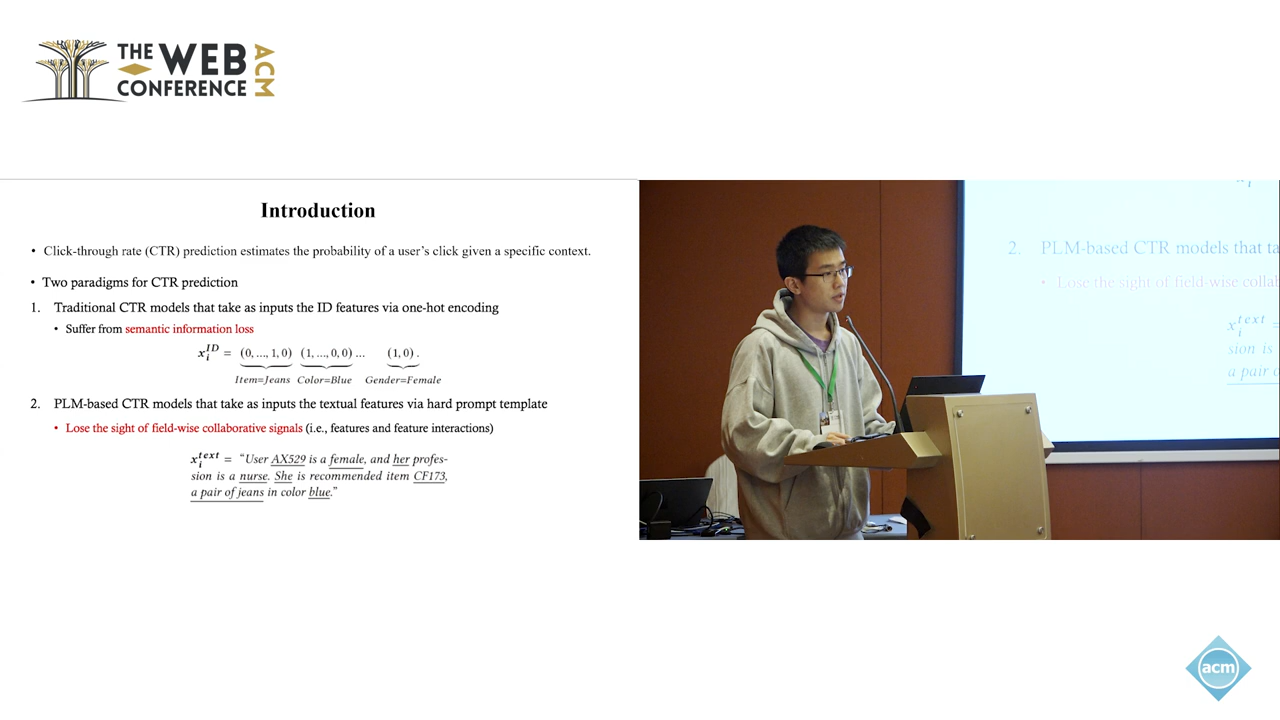 THE WEB
CONFERENCE
ACM
Introduction
• Click-through rate (CTR) prediction estimates the probability of a user's click given a specific context.
• Two paradigms for CTR prediction
1. Traditional CTR models that take as inputs the ID features via one-hot encoding
• Suffer from semantic information loss
x_i^ID = (0, ..., 1, 0) (1, ..., 0, 0) ... (1, 0) .
Item=Jeans Color=Blue Gender=Female
2. PLM-based CTR models that take as inputs the textual features via hard prompt template
• Lose the sight of field-wise collaborative signals (i.e., features and feature interactions)
x_i^text = “User AX529 is a female, and her profes-
sion is a nurse. She is recommended item CF173,
a pair of jeans in color blue.”
2. PLM-based CTR models that ta
• Lose the sight of field-wise collab
x_i^text =
sion is
a pair o
acm